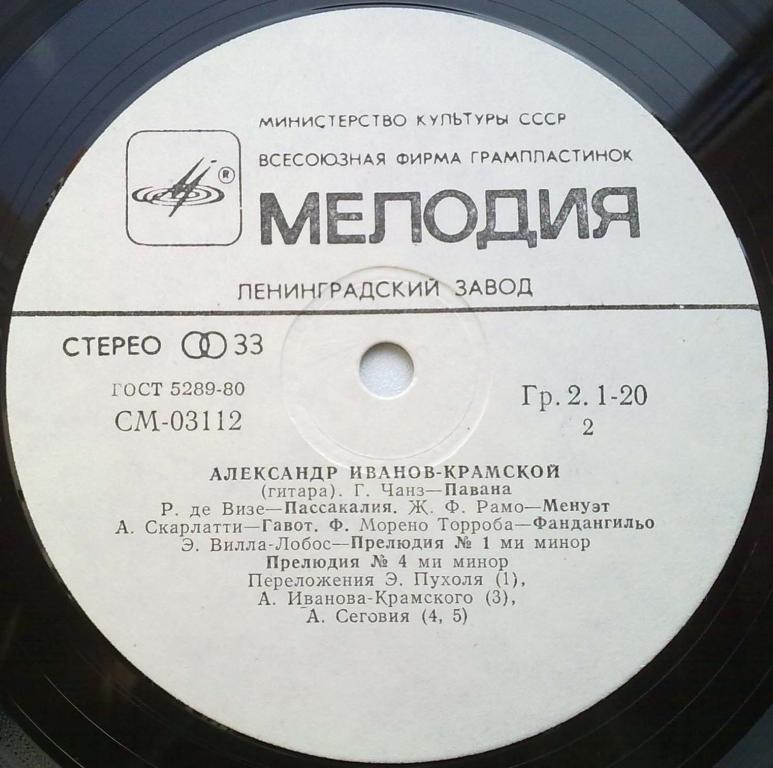 МИНИСТЕРСТВО КУЛЬТУРЫ СССР
ВСЕСОЮЗНАЯ ФИРМА ГРАМПЛАСТИНОК
®
МЕЛОДИЯ
ЛЕНИНГРАДСКИЙ ЗАВОД
СТЕРЕО 33
ГОСТ 5289-80
СМ-03112
Гр. 2. 1-20
2
АЛЕКСАНДР ИВАНОВ-КРАМСКОЙ
(гитара). Г. Чанз—Павана
Р. де Визе—Пассакалия. Ж. Ф. Рамо—Менуэт
А. Скарлатти—Гавот. Ф. Морено Торроба—Фандангильо
Э. Вилла-Лобос—Прелюдия № 1 ми минор
Прелюдия № 4 ми минор
Переложения Э. Пухоля (1),
А. Иванова-Крамского (3),
А. Сеговия (4, 5)